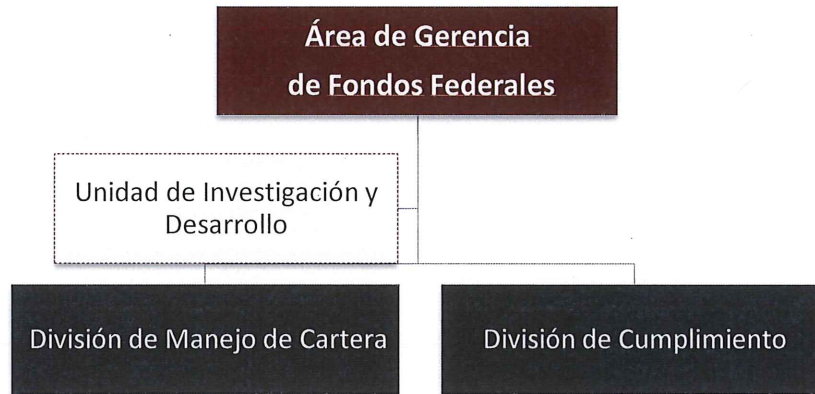 Área de Gerencia
de Fondos Federales
Unidad de Investigación y
Desarrollo
División de Manejo de Cartera
División de Cumplimiento